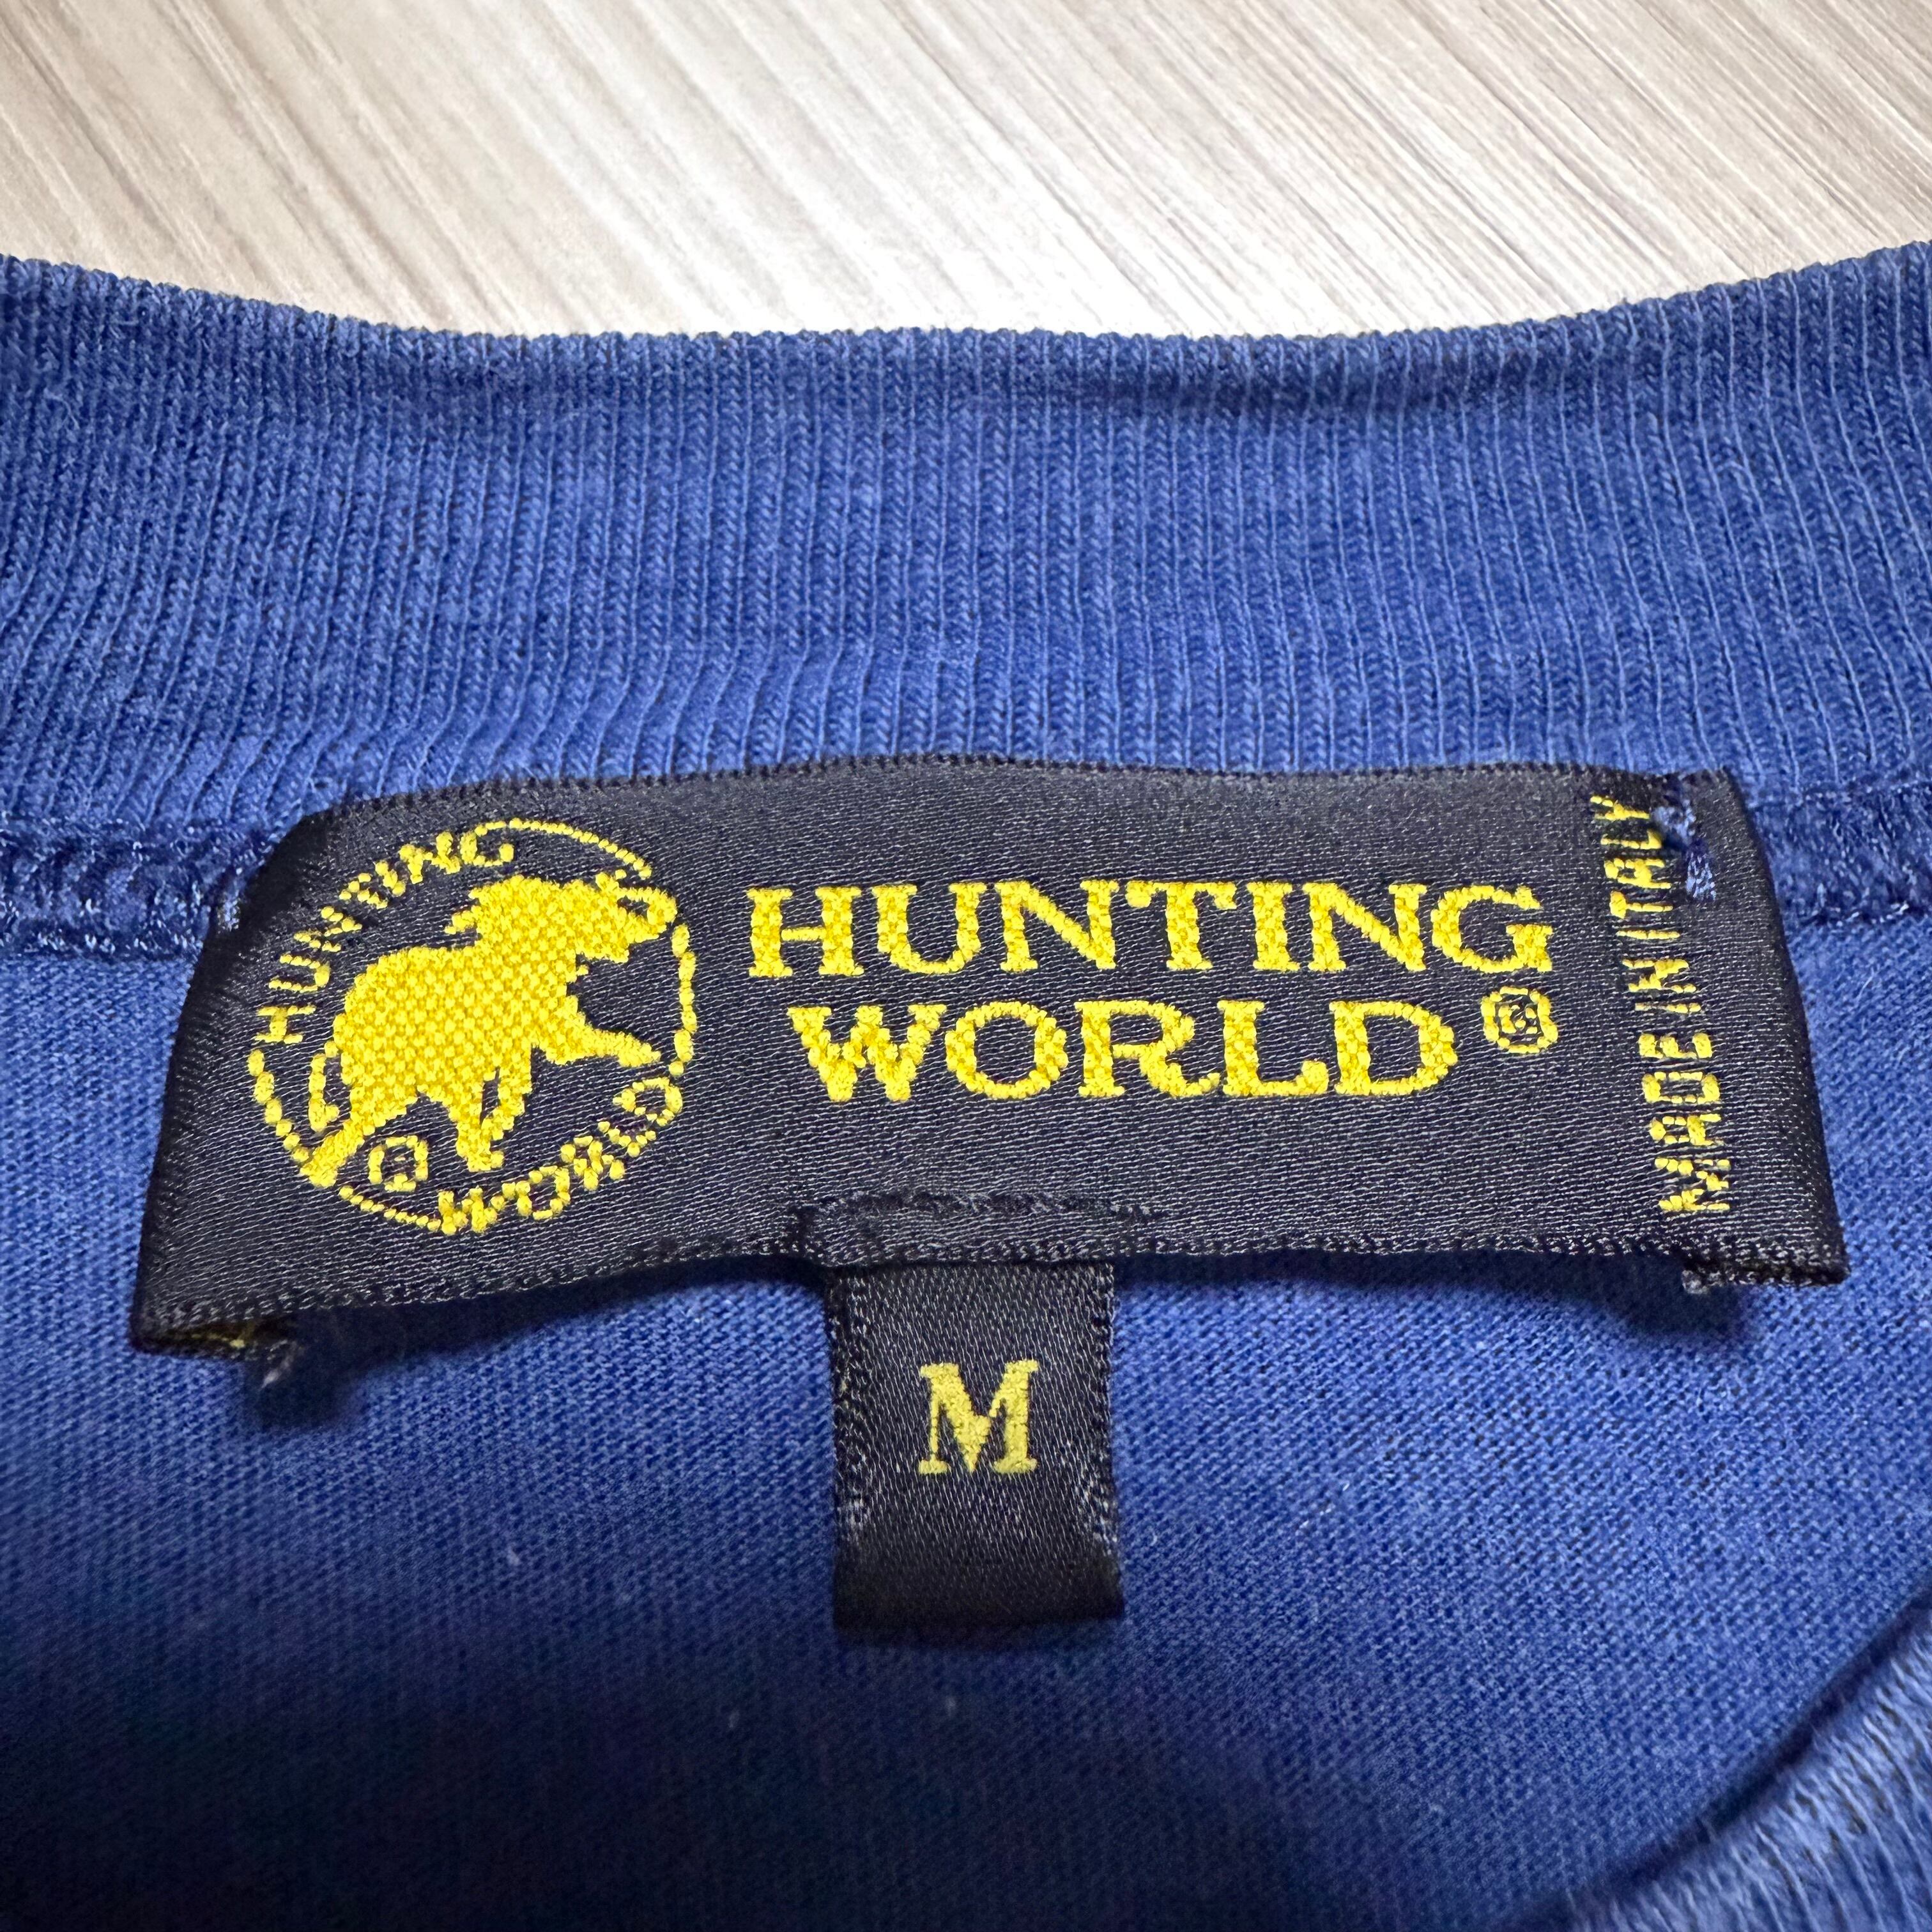 HUNTING
WORLD
®
HUNTING
WORLD®
MADE IN ITALY
M